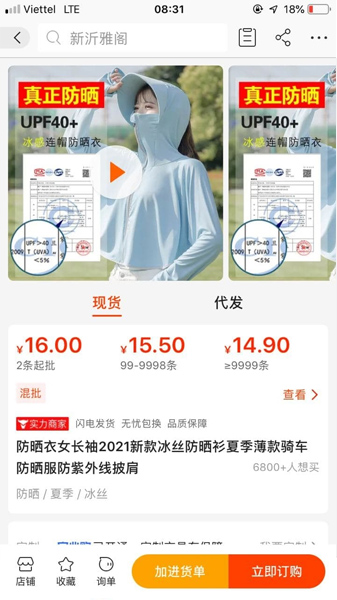 Viettel LTE 08:31 18%
新沂雅阁
真正防晒
UPF40+
冰感连帽防晒衣
UPF>40
T(UVA)
<5%
真正防晒
UPF40+
冰感连帽防晒衣
UPF>40
T(UVA)
<5%
现货 代发
¥16.00 ¥15.50 ¥14.90
2条起批 99-9998条 ≥9999条
混批 查看
实力商家 闪电发货 无忧包换 品质保障
防晒衣女长袖2021新款冰丝防晒衫夏季薄款骑车
防晒服防紫外线披肩 6800+人想买
防晒 / 夏季 / 冰丝
店铺 收藏 询单 加进货单 立即订购